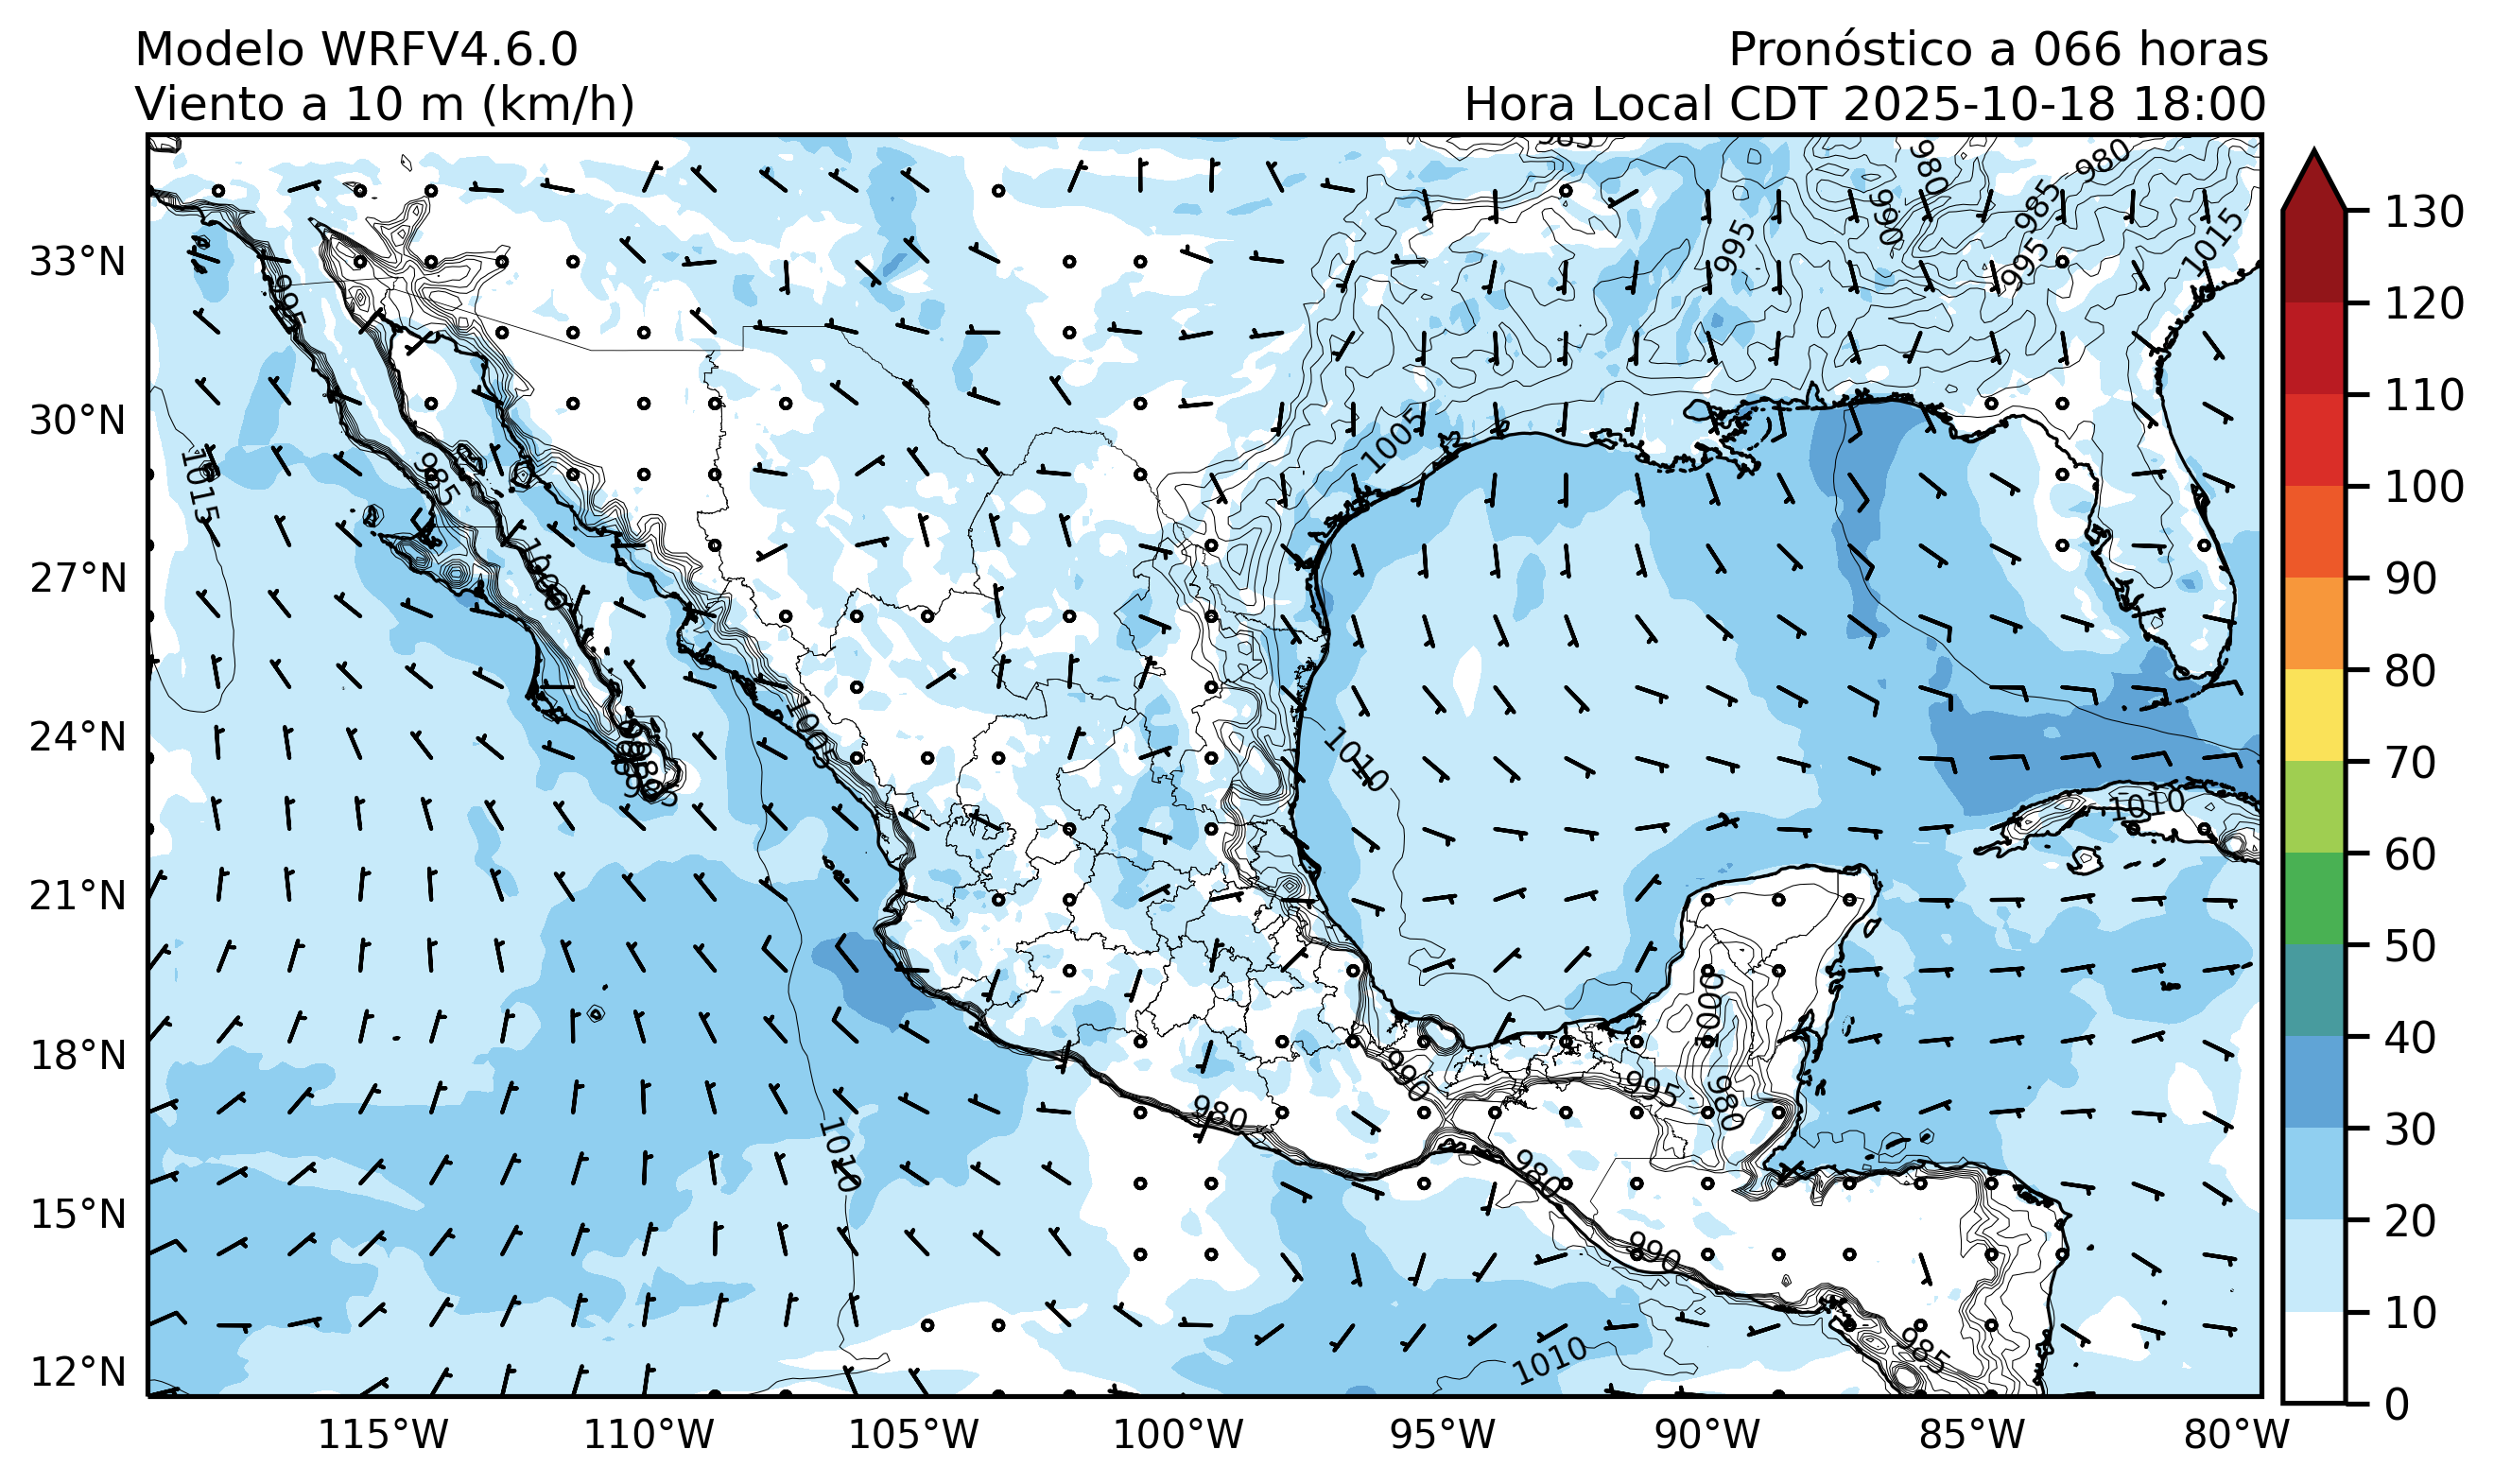 Modelo WRFV4.6.0
Pronóstico a 066 horas
Viento a 10 m (km/h)
Hora Local CDT 2025-10-18 18:00
985
980
980
985
990
995
995
1015
995
1005
985
1015
1000
1005
1010
985
1010
1000
990
995
980
980
1010
980
990
985
1010
33°N
30°N
27°N
24°N
21°N
18°N
15°N
12°N
115°W
110°W
105°W
100°W
95°W
90°W
85°W
80°W
130
120
110
100
90
80
70
60
50
40
30
20
10
0